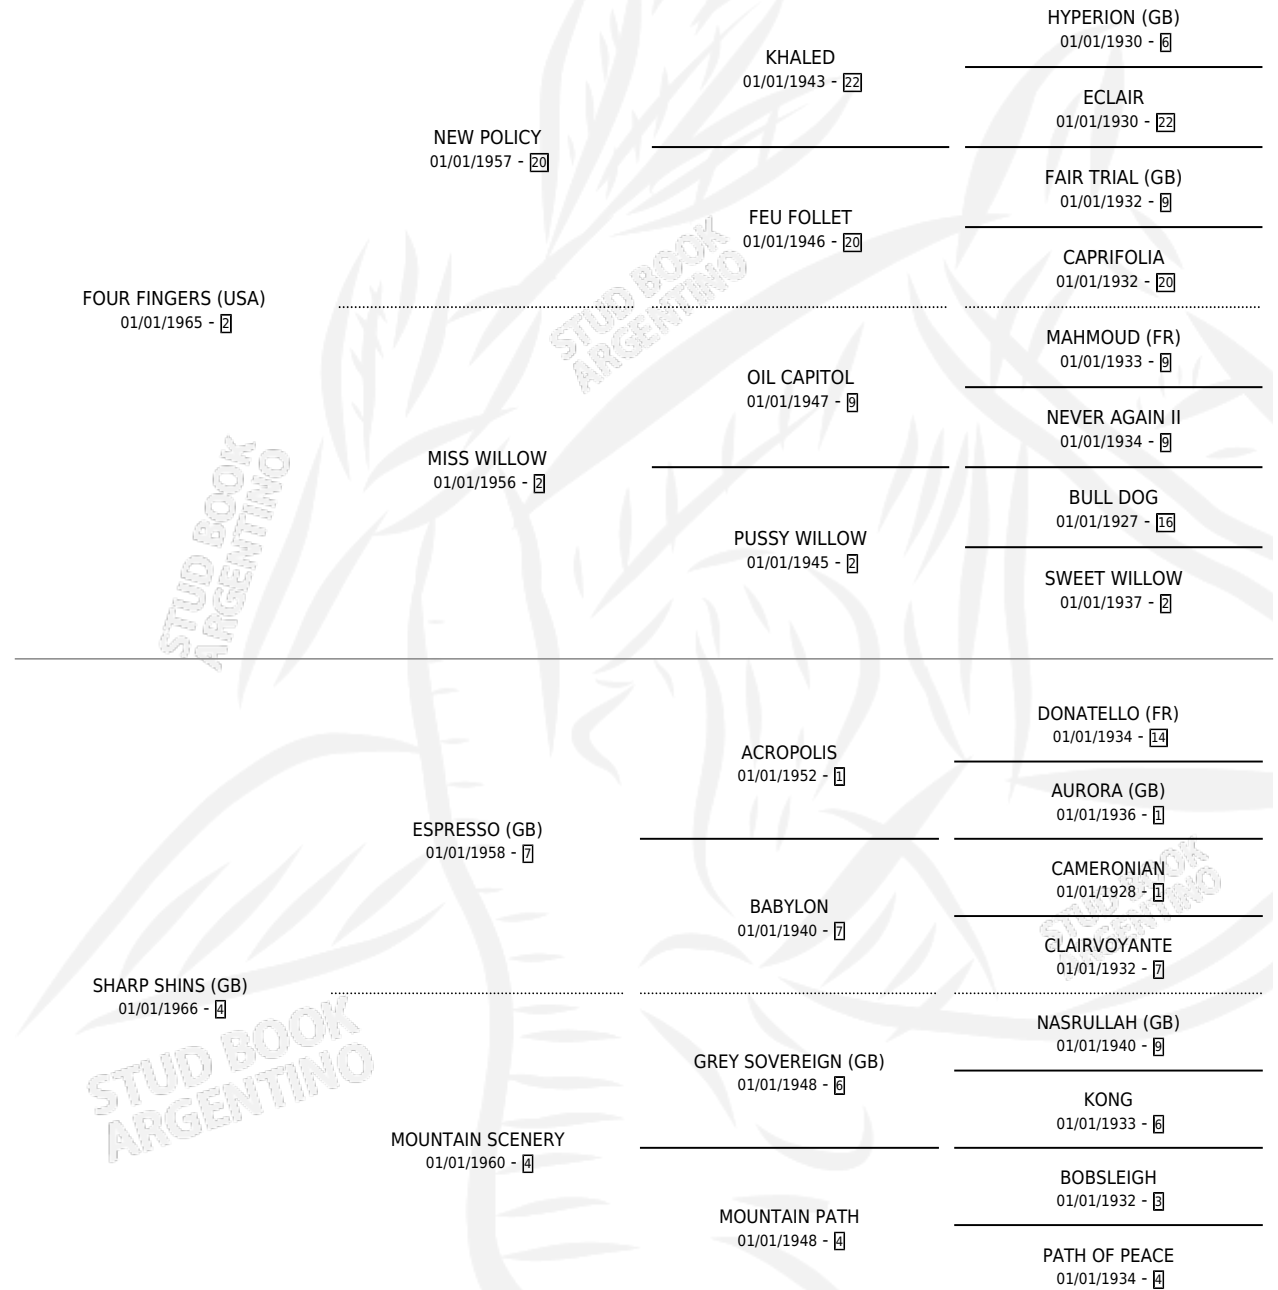 HYPERION (GB)
01/01/1930 - 6
KHALED
01/01/1943 - 22
ECLAIR
01/01/1930 - 22
NEW POLICY
01/01/1957 - 20
FAIR TRIAL (GB)
01/01/1932 - 9
FEU FOLLET
01/01/1946 - 20
CAPRIFOLIA
01/01/1932 - 20
FOUR FINGERS (USA)
01/01/1965 - 2
MAHMOUD (FR)
01/01/1933 - 9
OIL CAPITOL
01/01/1947 - 9
NEVER AGAIN II
01/01/1934 - 9
MISS WILLOW
01/01/1956 - 2
BULL DOG
01/01/1927 - 16
PUSSY WILLOW
01/01/1945 - 2
SWEET WILLOW
01/01/1937 - 2
DONATELLO (FR)
01/01/1934 - 14
ACROPOLIS
01/01/1952 - 1
AURORA (GB)
01/01/1936 - 1
ESPRESSO (GB)
01/01/1958 - 7
CAMERONIAN
01/01/1928 - 1
BABYLON
01/01/1940 - 7
CLAIRVOYANTE
01/01/1932 - 7
SHARP SHINS (GB)
01/01/1966 - 4
NASRULLAH (GB)
01/01/1940 - 9
GREY SOVEREIGN (GB)
01/01/1948 - 6
KONG
01/01/1933 - 6
MOUNTAIN SCENERY
01/01/1960 - 4
BOBSLEIGH
01/01/1932 - 3
MOUNTAIN PATH
01/01/1948 - 4
PATH OF PEACE
01/01/1934 - 4
STUD BOOK
ARGENTINO
STUD BOOK
ARGENTINO
STUD BOOK
ARGENTINO
STUD BOOK
ARGENTINO